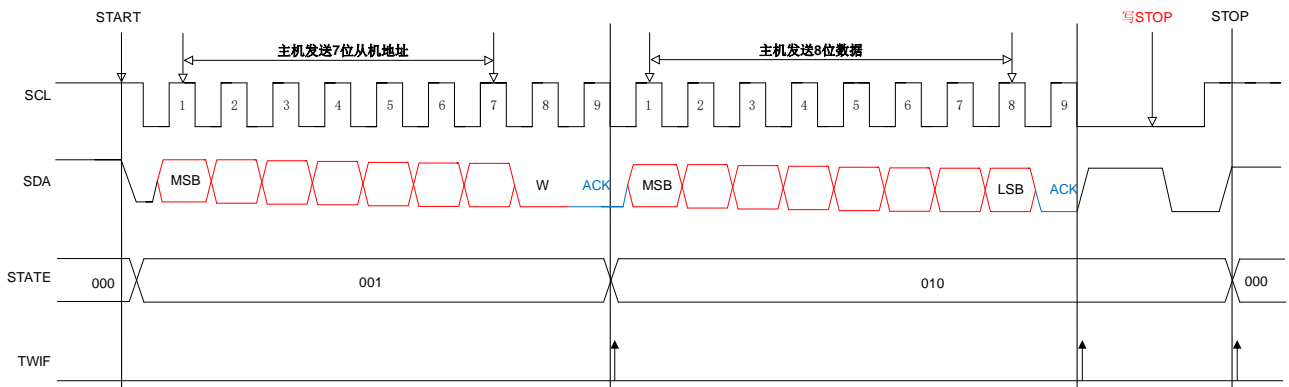 START 写STOP STOP
主机发送7位从机地址 主机发送8位数据
SCL 1 2 3 4 5 6 7 8 9 1 2 3 4 5 6 7 8 9
SDA MSB W ACK MSB LSB ACK
STATE 000 001 010 000
TWIF